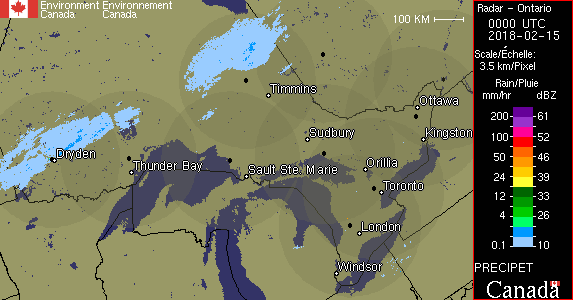 Environment Environnement
Canada Canada
100 KM
Timmins
Ottawa
Sudbury
Kingston
Dryden
Thunder Bay
Sault Ste. Marie
Orillia
Toronto
London
Windsor
Radar - Ontario
0000 UTC
2018-02-15
Scale/Échelle:
3.5 km/Pixel
Rain/Pluie
mm/hr dBZ
200 61
100 52
50 46
24 39
12 33
4 26
0.1 10
PRECIPET
Canada